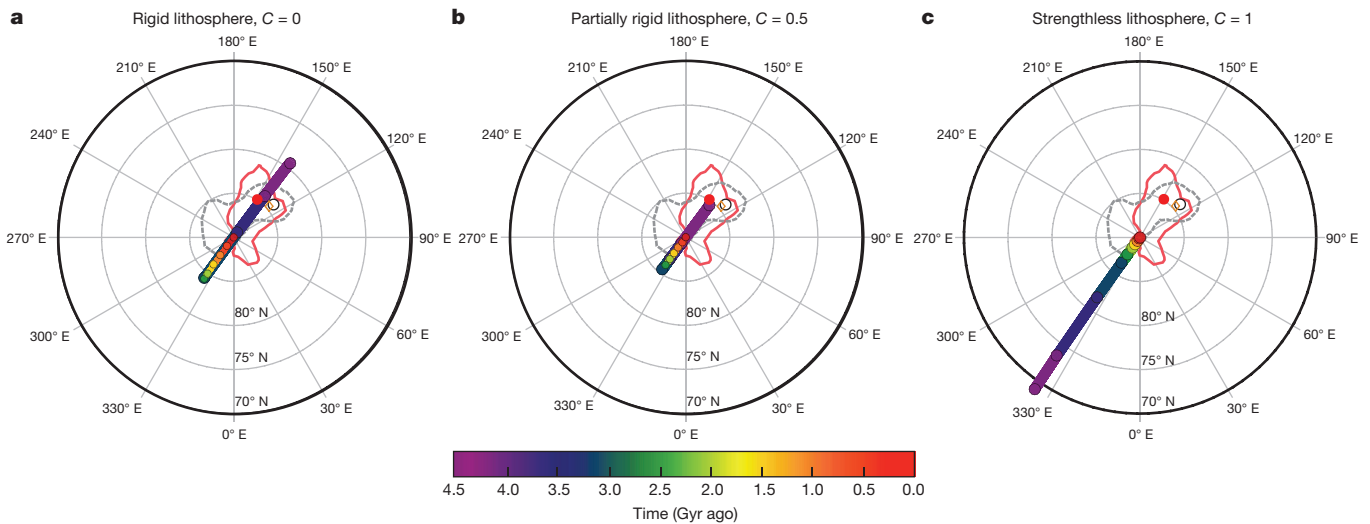 a Rigid lithosphere, C = 0
b Partially rigid lithosphere, C = 0.5
c Strengthless lithosphere, C = 1
180° E
210° E
150° E
240° E
120° E
270° E
90° E
80° N
300° E
60° E
75° N
70° N
330° E
30° E
0° E
180° E
210° E
150° E
240° E
120° E
270° E
90° E
80° N
300° E
60° E
75° N
70° N
330° E
30° E
0° E
180° E
210° E
150° E
240° E
120° E
270° E
90° E
80° N
300° E
60° E
75° N
70° N
330° E
30° E
0° E
4.5 4.0 3.5 3.0 2.5 2.0 1.5 1.0 0.5 0.0
Time (Gyr ago)